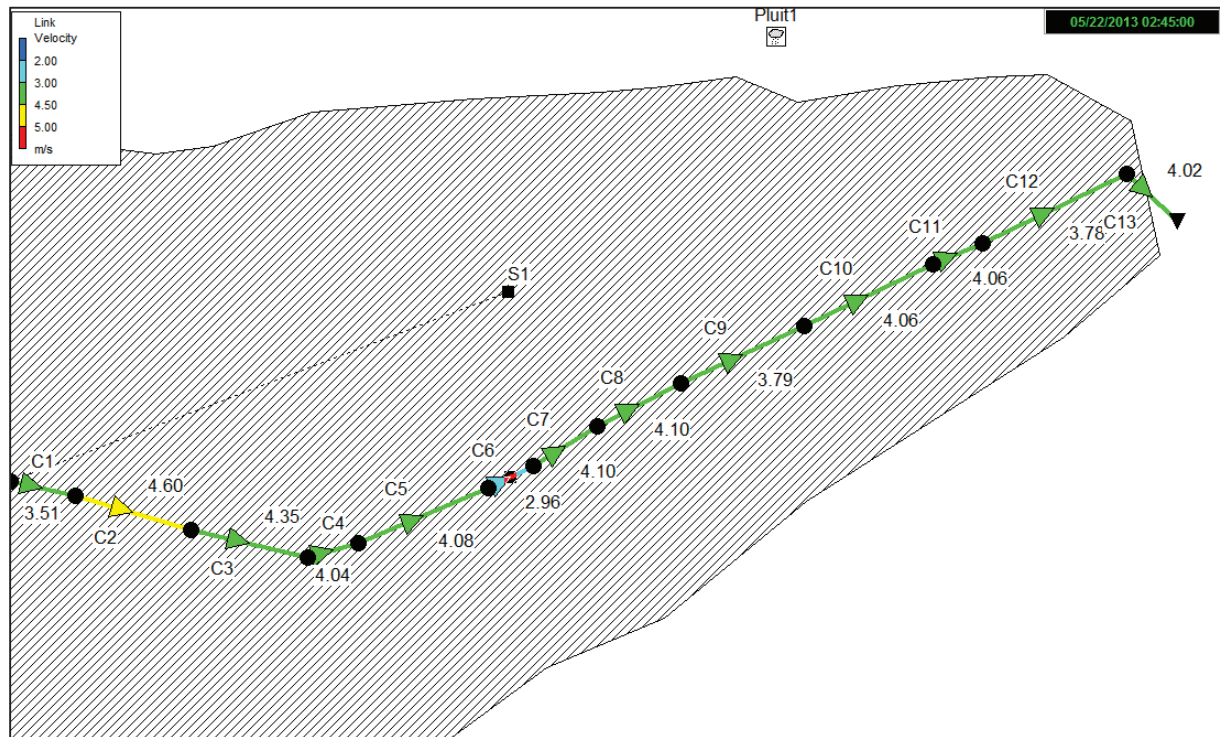 Link
Velocity
2.00
3.00
4.50
5.00
m/s
Pluit1
05/22/2013 02:45:00
4.02
C12
3.78
C13
C11
4.06
C10
4.06
S1
C9
3.79
C8
4.10
C7
4.10
C6
2.96
C5
4.08
C4
4.04
4.35
C3
4.60
C2
C1
3.51